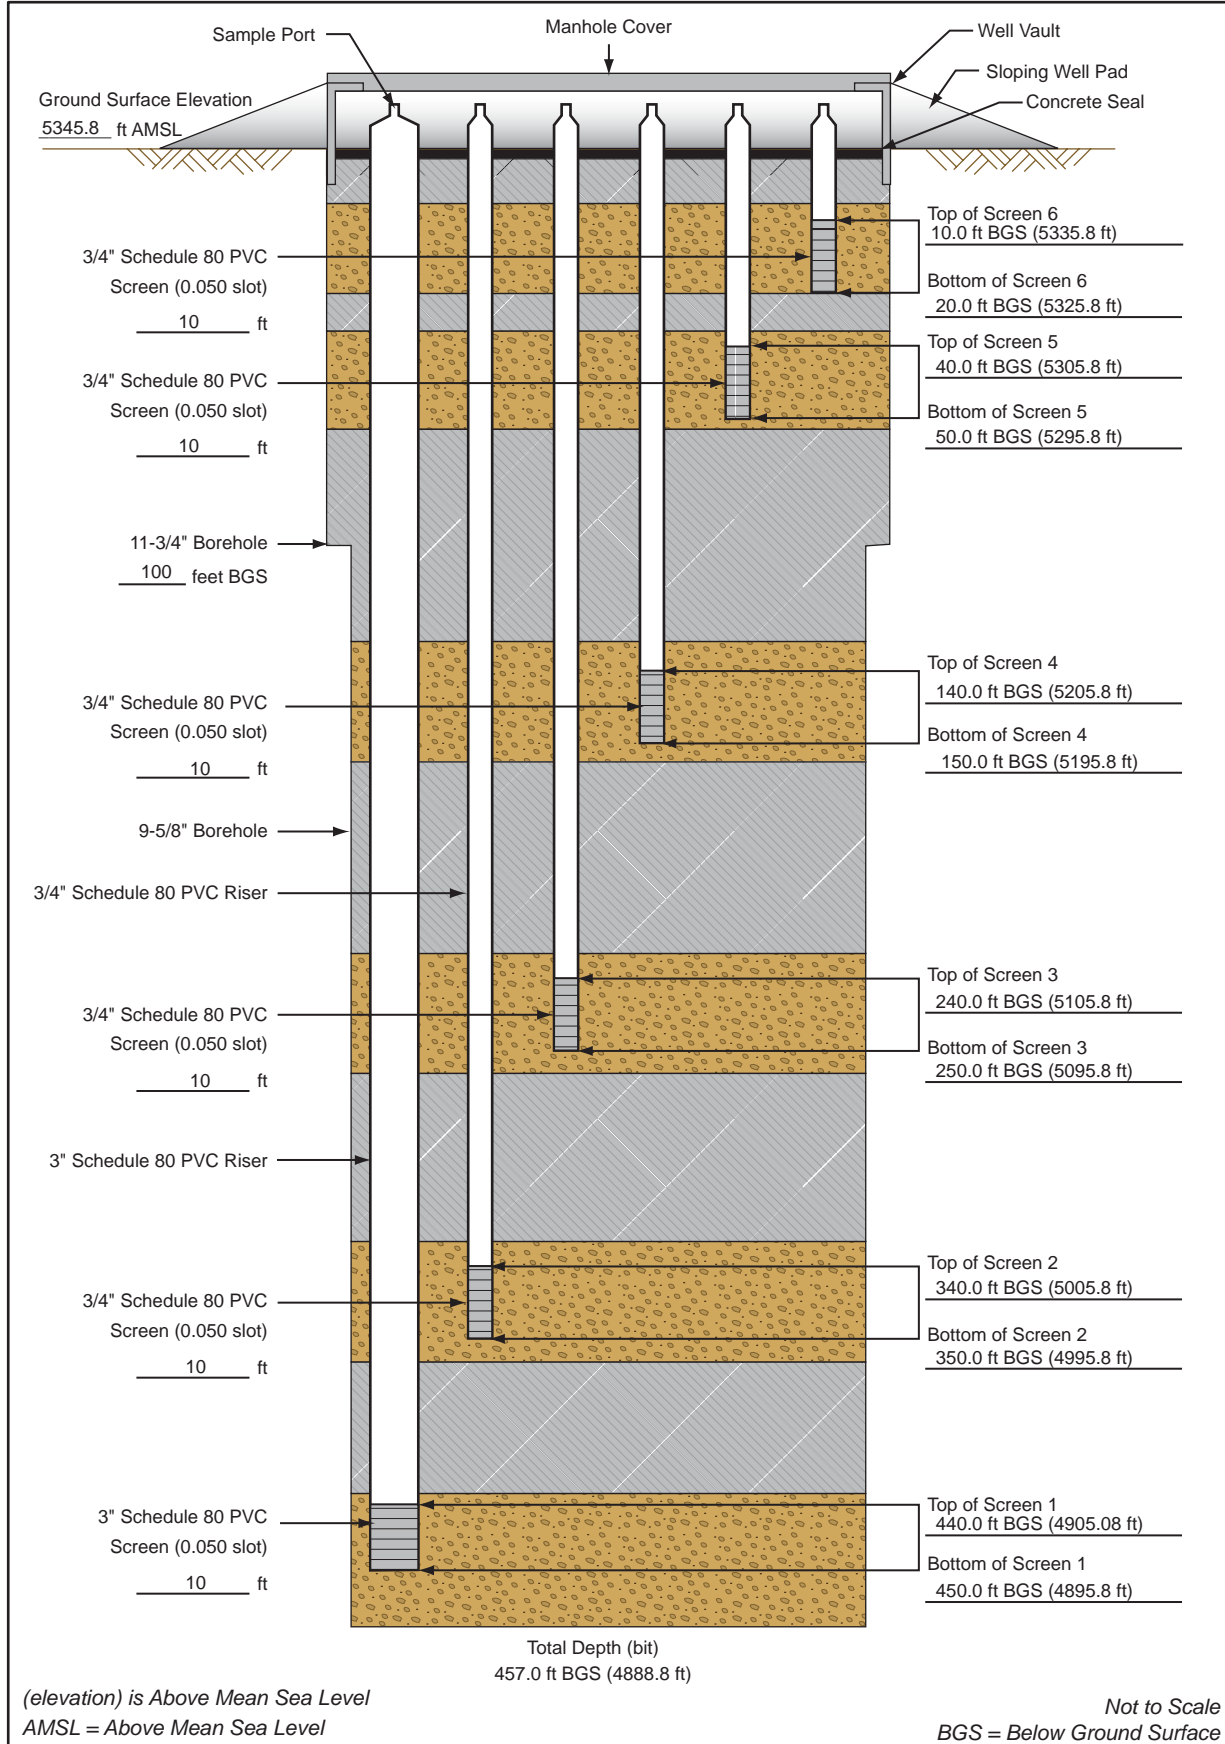 Sample Port
Manhole Cover
Well Vault
Sloping Well Pad
Concrete Seal
Ground Surface Elevation
5345.8 ft AMSL
Top of Screen 6
10.0 ft BGS (5335.8 ft)
3/4" Schedule 80 PVC
Screen (0.050 slot)
10 ft
Bottom of Screen 6
20.0 ft BGS (5325.8 ft)
Top of Screen 5
40.0 ft BGS (5305.8 ft)
3/4" Schedule 80 PVC
Screen (0.050 slot)
10 ft
Bottom of Screen 5
50.0 ft BGS (5295.8 ft)
11-3/4" Borehole
100 feet BGS
Top of Screen 4
140.0 ft BGS (5205.8 ft)
3/4" Schedule 80 PVC
Screen (0.050 slot)
10 ft
Bottom of Screen 4
150.0 ft BGS (5195.8 ft)
9-5/8" Borehole
3/4" Schedule 80 PVC Riser
Top of Screen 3
240.0 ft BGS (5105.8 ft)
3/4" Schedule 80 PVC
Screen (0.050 slot)
10 ft
Bottom of Screen 3
250.0 ft BGS (5095.8 ft)
3" Schedule 80 PVC Riser
Top of Screen 2
340.0 ft BGS (5005.8 ft)
3/4" Schedule 80 PVC
Screen (0.050 slot)
10 ft
Bottom of Screen 2
350.0 ft BGS (4995.8 ft)
Top of Screen 1
440.0 ft BGS (4905.08 ft)
3" Schedule 80 PVC
Screen (0.050 slot)
10 ft
Bottom of Screen 1
450.0 ft BGS (4895.8 ft)
Total Depth (bit)
457.0 ft BGS (4888.8 ft)
(elevation) is Above Mean Sea Level
AMSL = Above Mean Sea Level
Not to Scale
BGS = Below Ground Surface